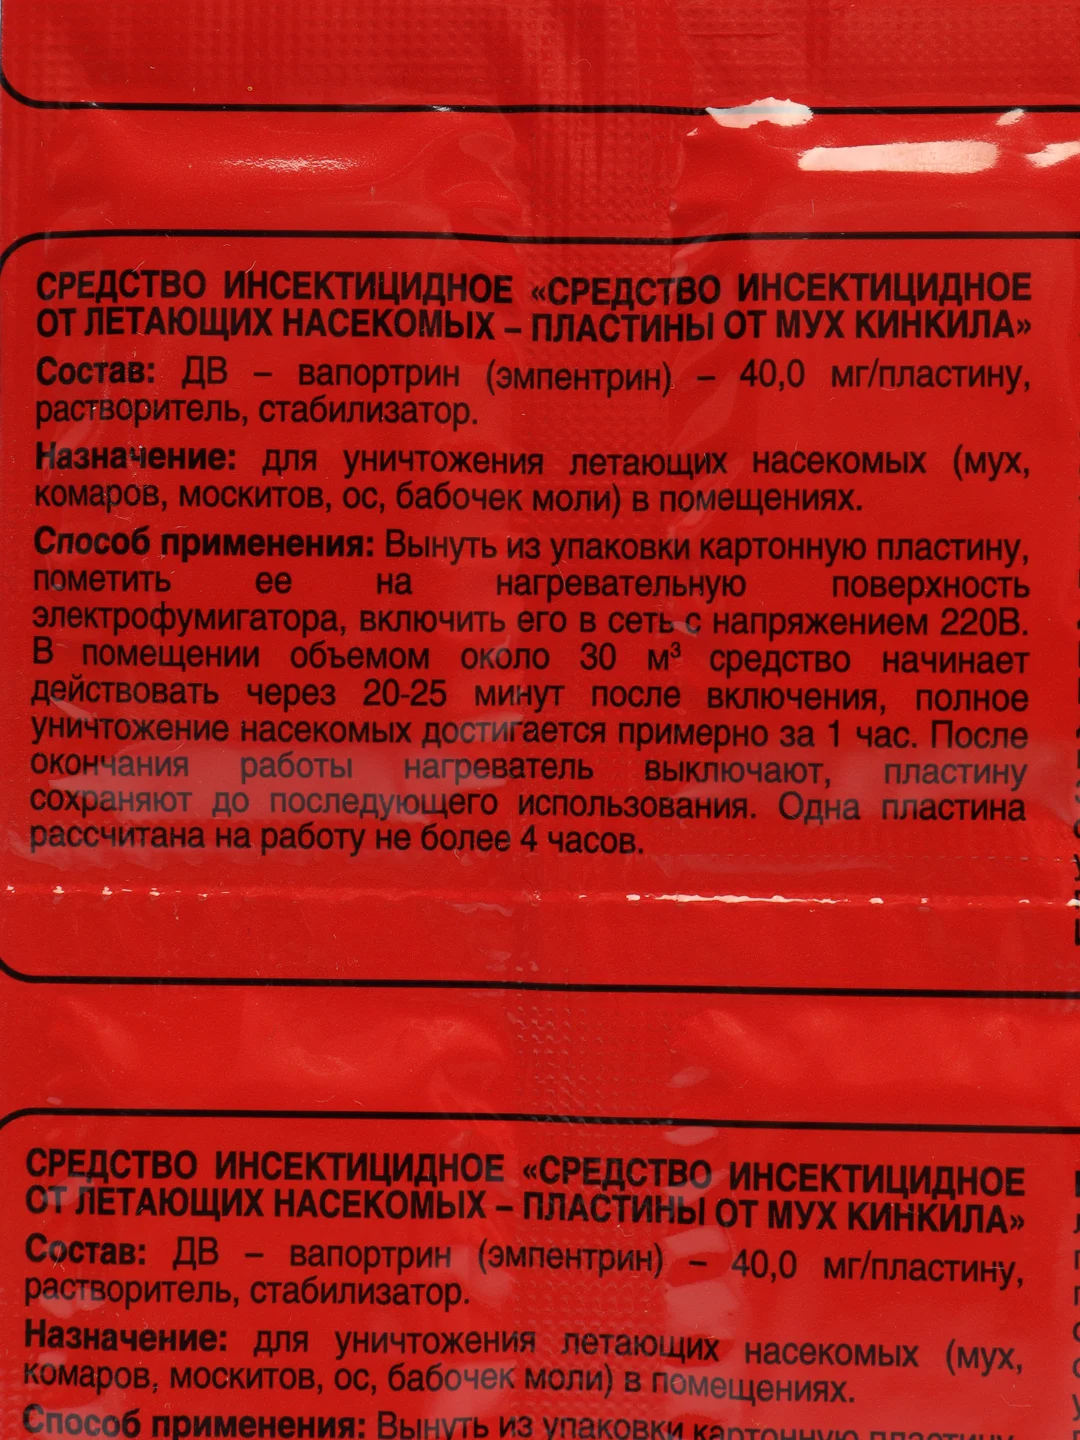 СРЕДСТВО ИНСЕКТИЦИДНОЕ «СРЕДСТВО ИНСЕКТИЦИДНОЕ
ОТ ЛЕТАЮЩИХ НАСЕКОМЫХ – ПЛАСТИНЫ ОТ МУХ КИНКИЛА»
Состав: ДВ – вапортрин (эмпентрин) – 40,0 мг/пластину,
растворитель, стабилизатор.
Назначение: для уничтожения летающих насекомых (мух,
комаров, москитов, ос, бабочек моли) в помещениях.
Способ применения: Вынуть из упаковки картонную пластину,
пометить ее на нагревательную поверхность
электрофумигатора, включить его в сеть с напряжением 220В.
В помещении объемом около 30 м³ средство начинает
действовать через 20-25 минут после включения, полное
уничтожение насекомых достигается примерно за 1 час. После
окончания работы нагреватель выключают, пластину
сохраняют до последующего использования. Одна пластина
рассчитана на работу не более 4 часов.
СРЕДСТВО ИНСЕКТИЦИДНОЕ «СРЕДСТВО ИНСЕКТИЦИДНОЕ
ОТ ЛЕТАЮЩИХ НАСЕКОМЫХ – ПЛАСТИНЫ ОТ МУХ КИНКИЛА»
Состав: ДВ – вапортрин (эмпентрин) – 40,0 мг/пластину,
растворитель, стабилизатор.
Назначение: для уничтожения летающих насекомых (мух,
комаров, москитов, ос, бабочек моли) в помещениях.
Способ применения: Вынуть из упаковки картонную пластину,